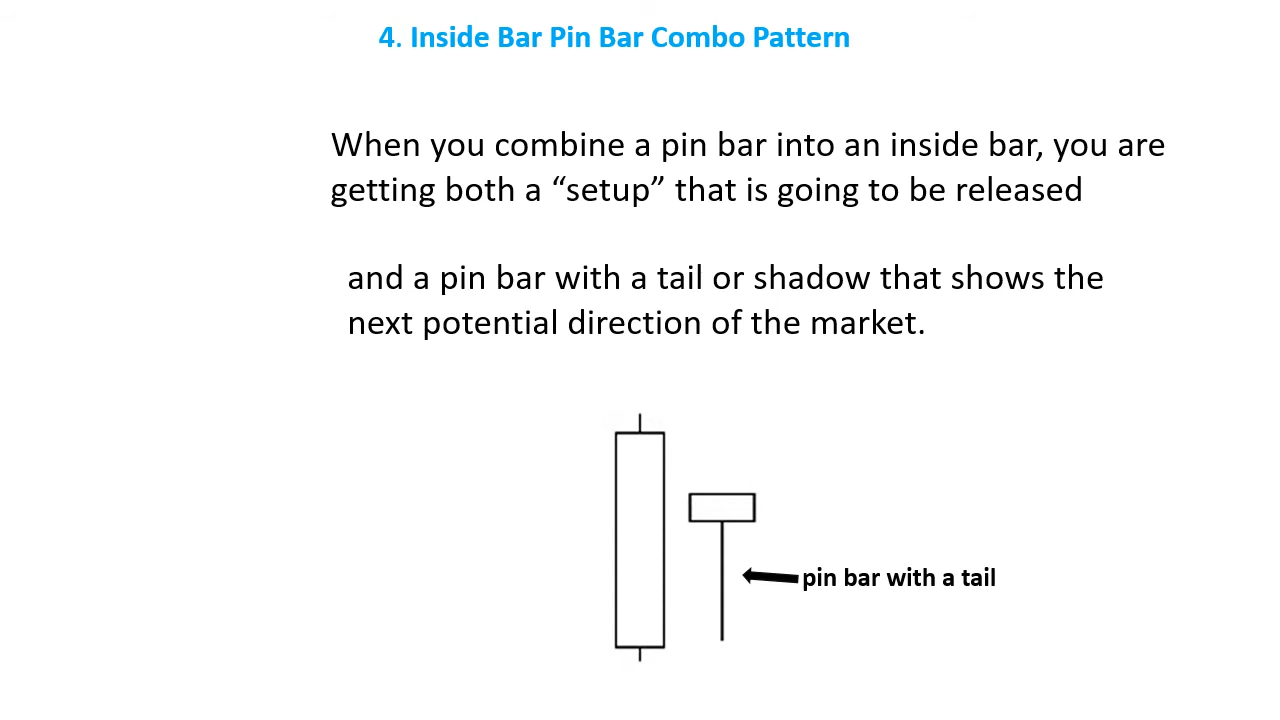 4. Inside Bar Pin Bar Combo Pattern
When you combine a pin bar into an inside bar, you are
getting both a “setup” that is going to be released
and a pin bar with a tail or shadow that shows the
next potential direction of the market.
pin bar with a tail